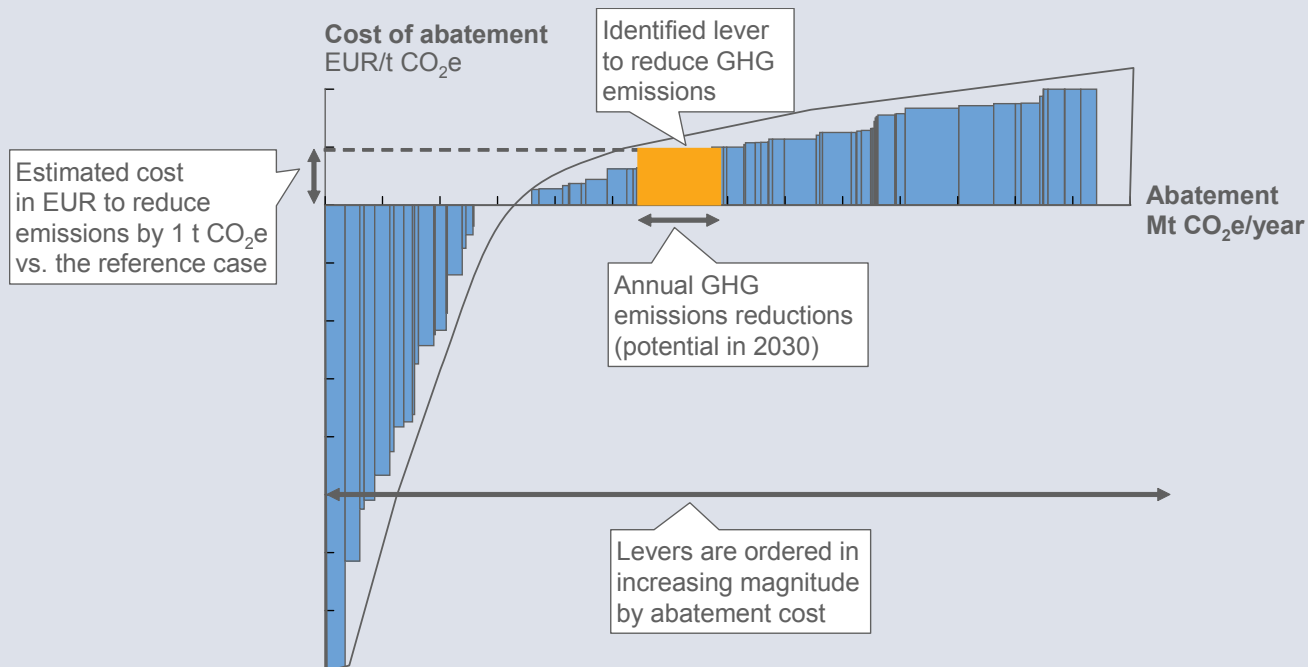 Cost of abatement
EUR/t CO₂e
Identified lever
to reduce GHG
emissions
Estimated cost
in EUR to reduce
emissions by 1 t CO₂e
vs. the reference case
Abatement
Mt CO₂e/year
Annual GHG
emissions reductions
(potential in 2030)
Levers are ordered in
increasing magnitude
by abatement cost